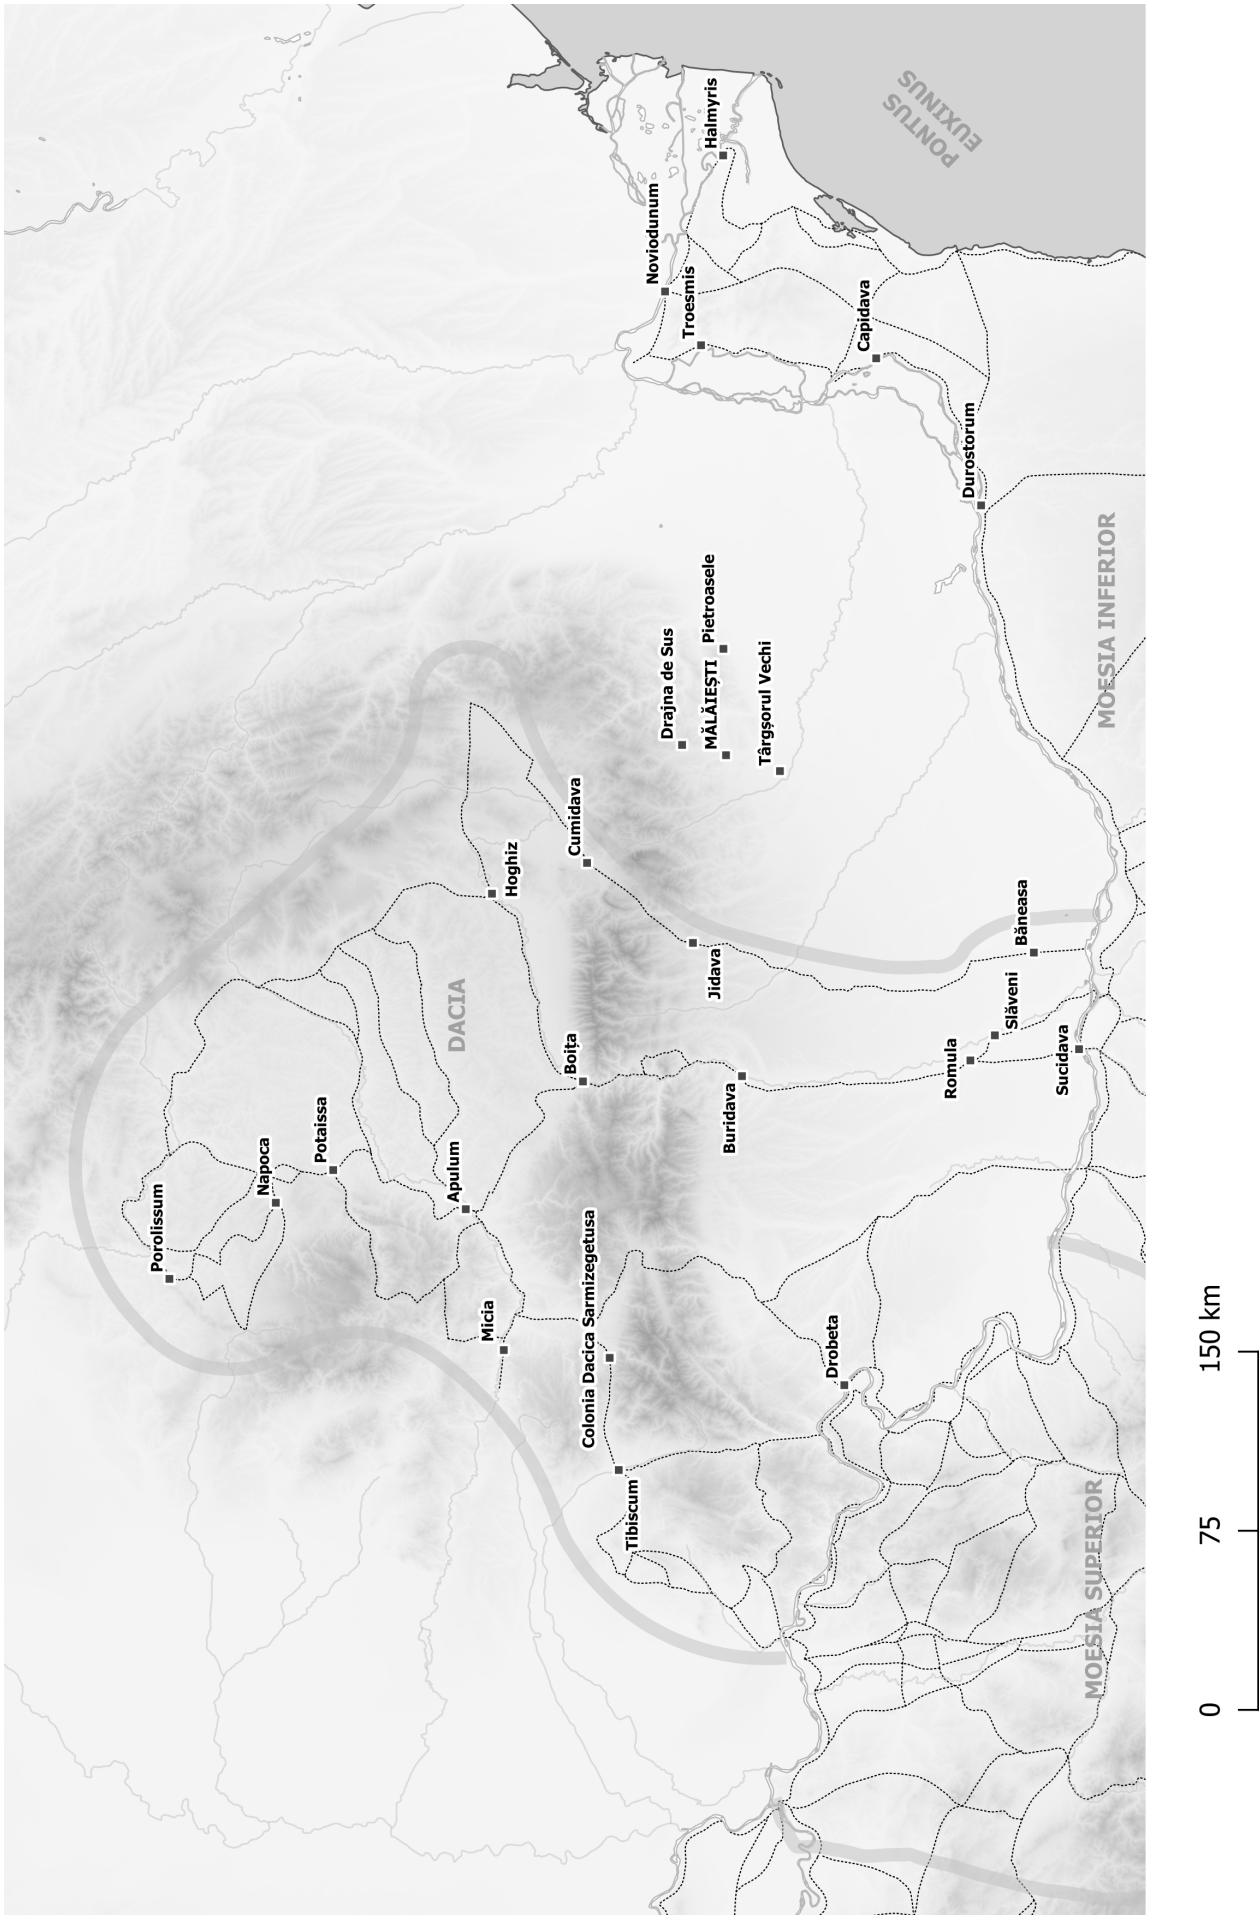 Porolissum
Napoca
Potaissa
Apulum
Micia
DACIA
Hoghiz
Boița
Cumidava
Colonia Dacica Sarmizegetusa
Tibiscum
Noviodunum
Halmyris
Troesmis
PONTUS
EUXINUS
Drajna de Sus
MĂLĂIEȘTI
Pietroasele
Târgșorul Vechi
Jidava
Buridava
Drobeta
Capidava
Durostorum
Romula
Slăveni
Băneasa
Sucidava
MOESIA SUPERIOR
MOESIA INFERIOR
0
75
150 km